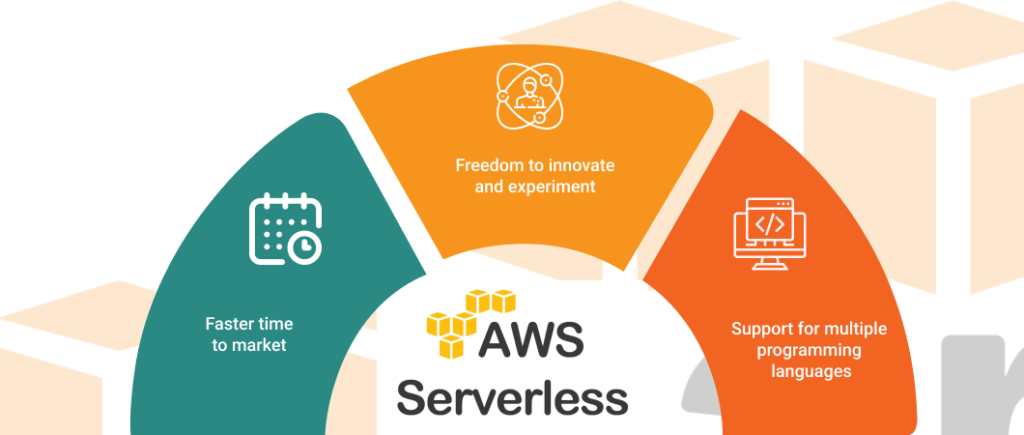 Freedom to innovate
and experiment
Faster time
to market
Support for multiple
programming
languages
AWS
Serverless